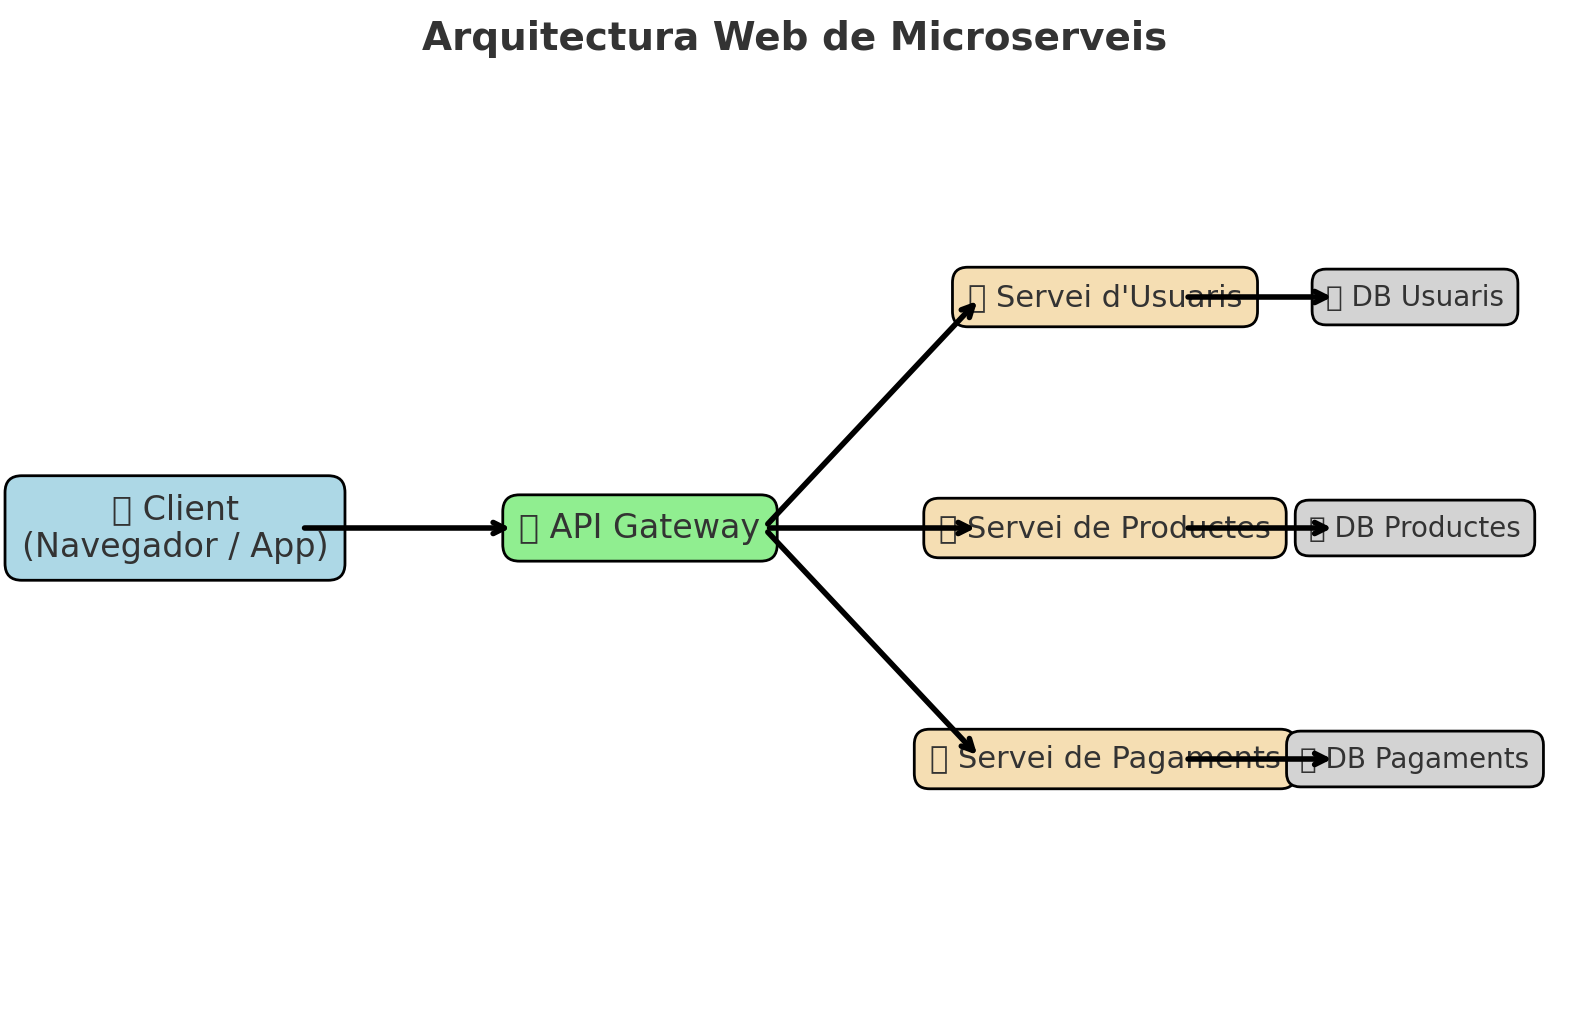 Arquitectura Web de Microserveis
Servei d'Usuaris
DB Usuaris
Client
(Navegador / App)
API Gateway
Servei de Productes
DB Productes
Servei de Pagaments
DB Pagaments